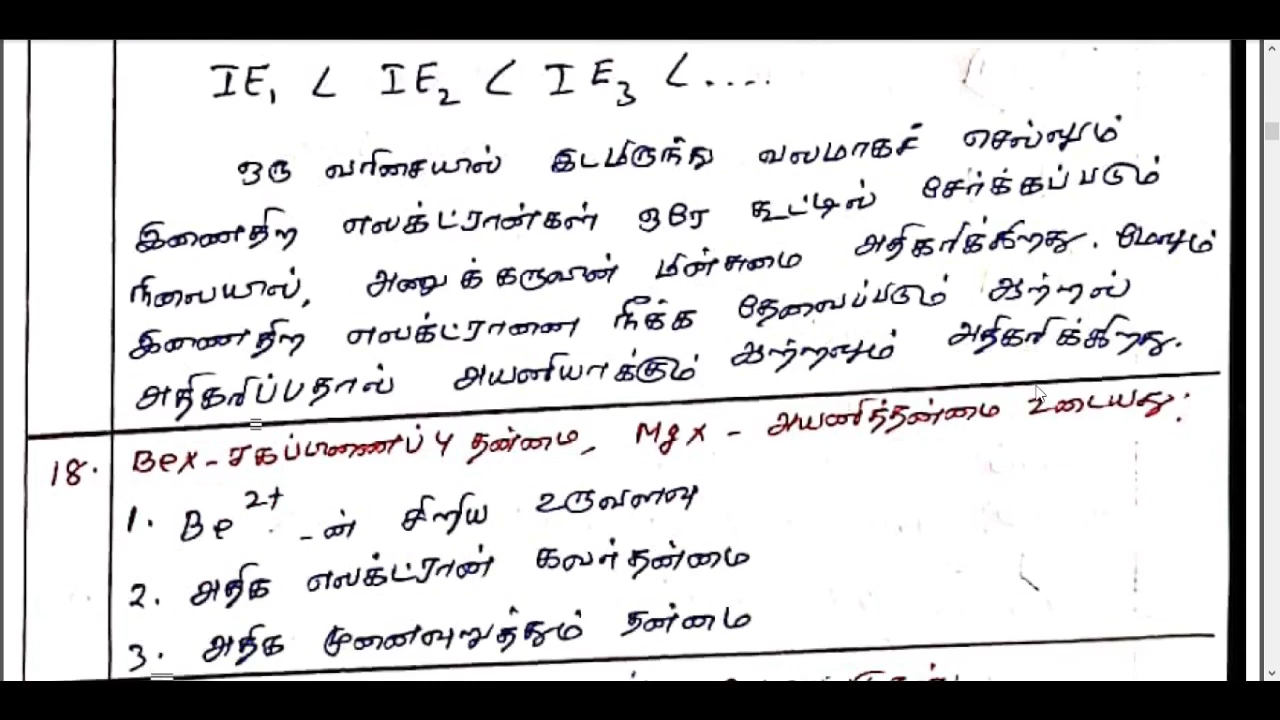 IE₁ < IE₂ < IE₃ < ....
ஒரு வரிசையில் இடமிருந்து வலமாகச் செல்லும்
இணைதிற எலக்ட்ரான்கள் ஒரே கூட்டில் சேர்க்கப்படும்
நிலையில், அணுக்கருவின் மின்சுமை அதிகரிக்கிறது. மேலும்
இணைதிற எலக்ட்ரானை நீக்க தேவைப்படும் ஆற்றல்
அதிகரிப்பதால் அயனியாக்கும் ஆற்றலும் அதிகரிக்கிறது.
18. BeX - சகப்பிணைப்பு தன்மை, MgX - அயனித்தன்மை உடையது:
1. Be²⁺ -ன் சிறிய உருவளவு
2. அதிக எலக்ட்ரான் கவர்தன்மை
3. அதிக முனைவுறுத்தும் தன்மை